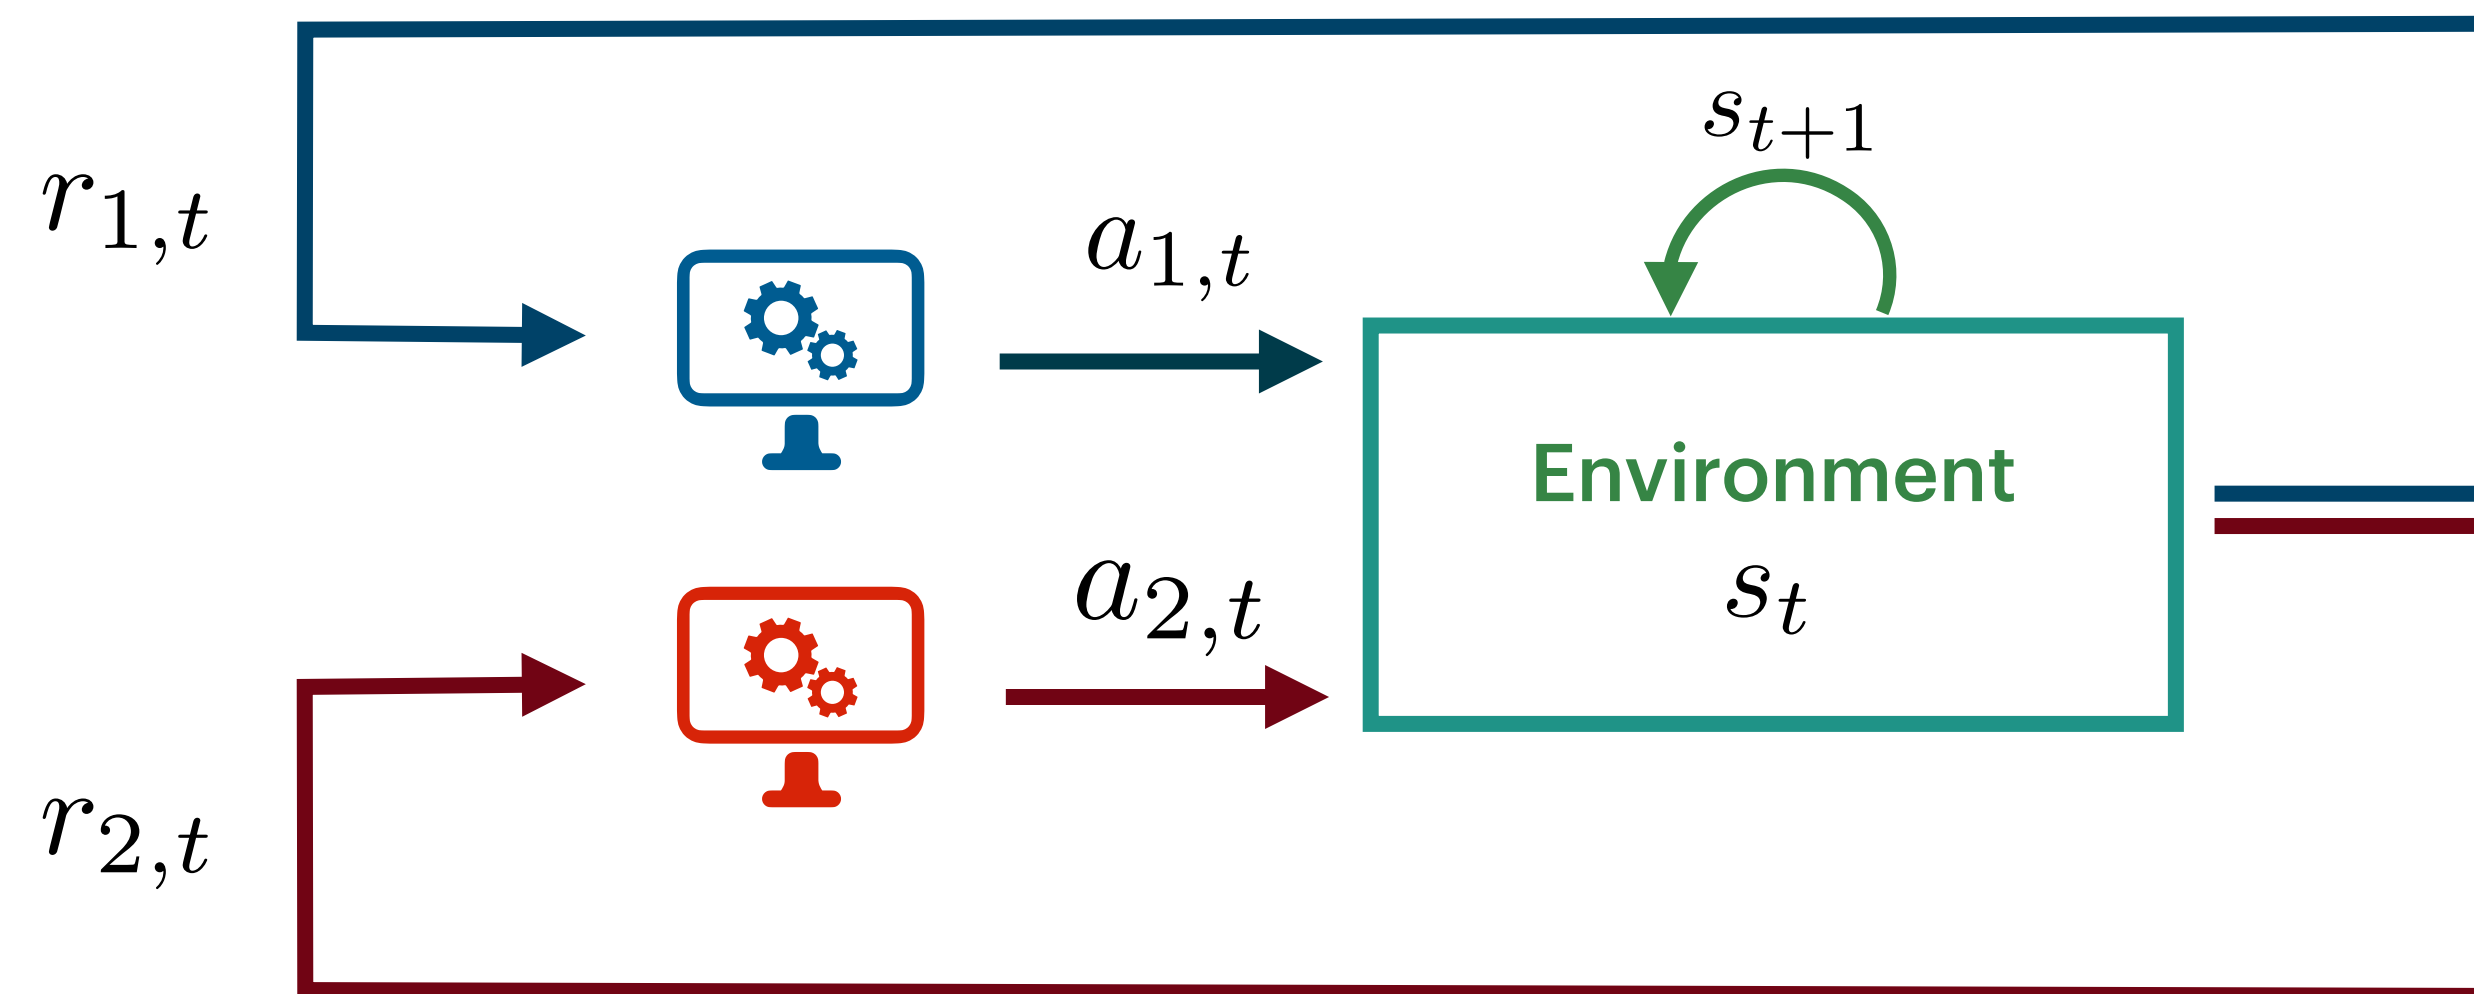 s_{t+1}
r_{1,t}
a_{1,t}
Environment
a_{2,t}
s_t
r_{2,t}